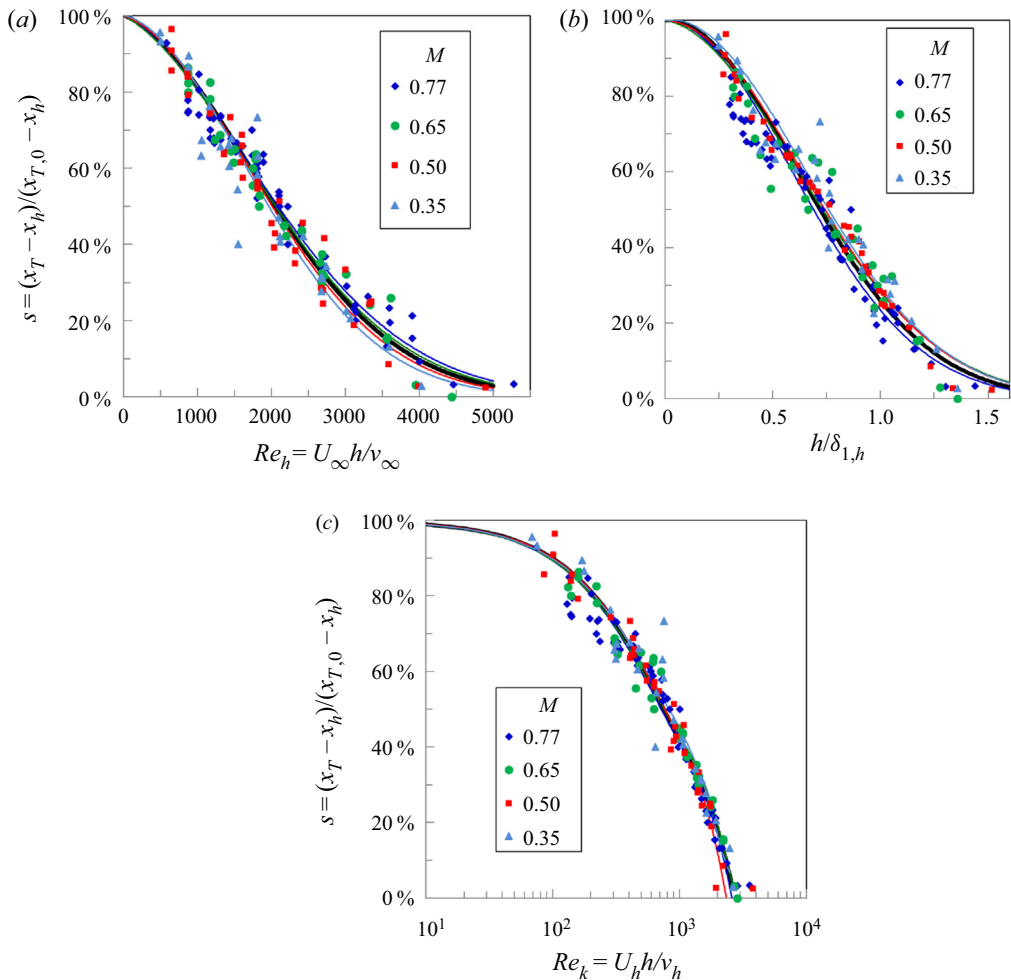 (a)
100 %
80 %
60 %
40 %
20 %
0 %
s = (x_T – x_h)/(x_{T,0} – x_h)
M
0.77
0.65
0.50
0.35
0 1000 2000 3000 4000 5000
Re_h = U_∞h/ν_∞
(b)
100 %
80 %
60 %
40 %
20 %
0 %
M
0.77
0.65
0.50
0.35
0 0.5 1.0 1.5
h/δ_{1,h}
(c)
100 %
80 %
60 %
40 %
20 %
0 %
s = (x_T – x_h)/(x_{T,0} – x_h)
M
0.77
0.65
0.50
0.35
10^1 10^2 10^3 10^4
Re_k = U_h h/ν_h